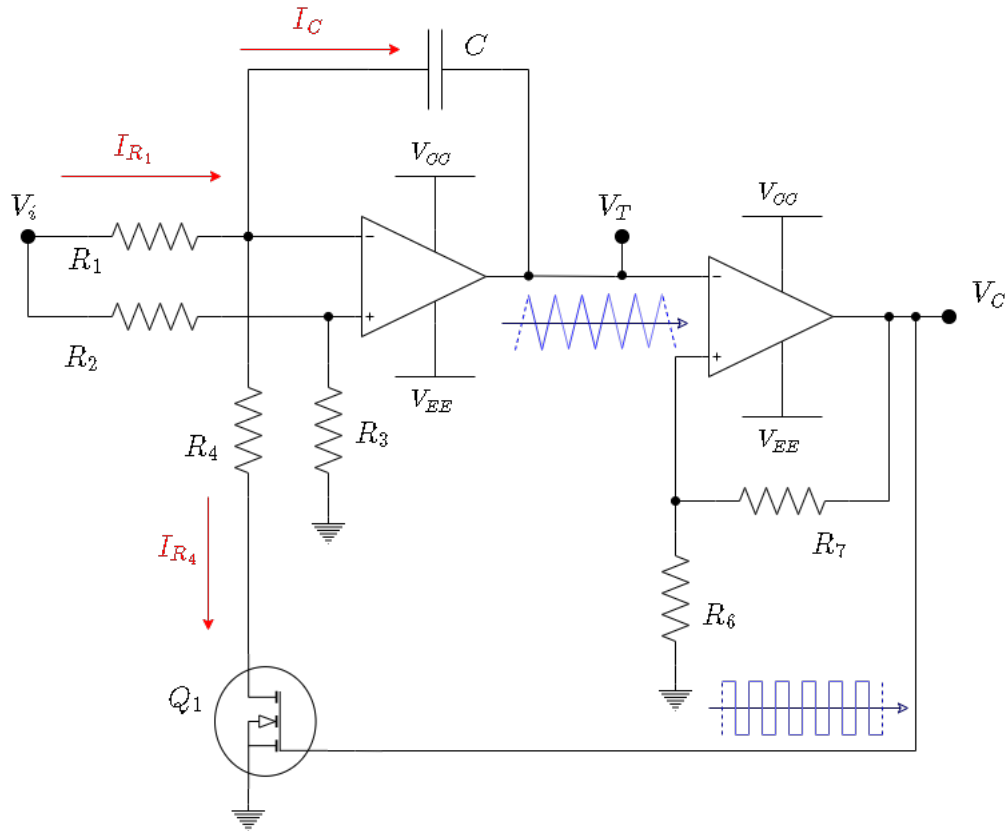 I_C
C
I_{R_1}
V_{CC}
V_i
V_T
V_{CC}
R_1
V_C
R_2
V_{EE}
R_4
R_3
V_{EE}
I_{R_4}
R_7
R_6
Q_1